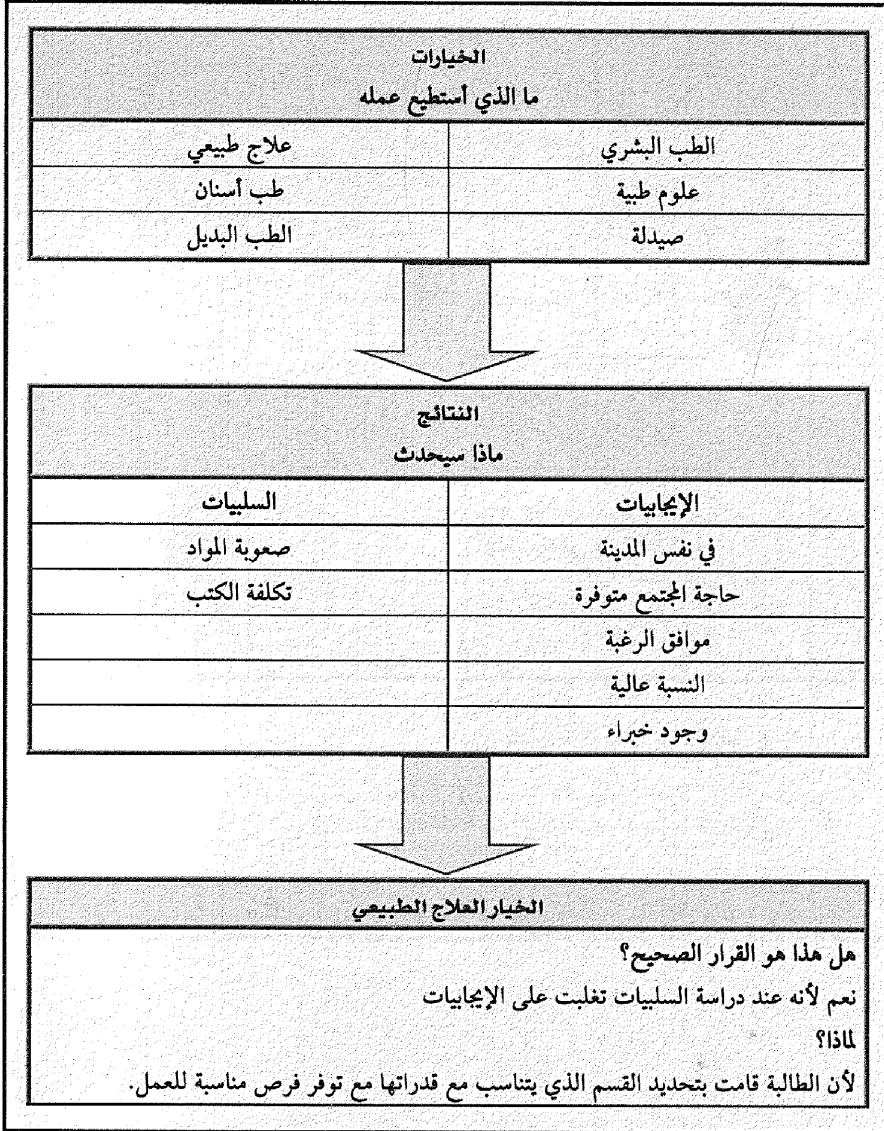 الخيارات
ما الذي أستطيع عمله
الطب البشري علاج طبيعي
علوم طبية طب أسنان
صيدلة الطب البديل
النتائج
ماذا سيحدث
الإيجابيات السلبيات
في نفس المدينة صعوبة المواد
حاجة المجتمع متوفرة تكلفة الكتب
موافق الرغبة
النسبة عالية
وجود خبراء
الخيار العلاج الطبيعي
هل هذا هو القرار الصحيح؟
نعم لأنه عند دراسة السلبيات تغلبت على الإيجابيات
لماذا؟
لأن الطالبة قامت بتحديد القسم الذي يتناسب مع قدراتها مع توفر فرص مناسبة للعمل.